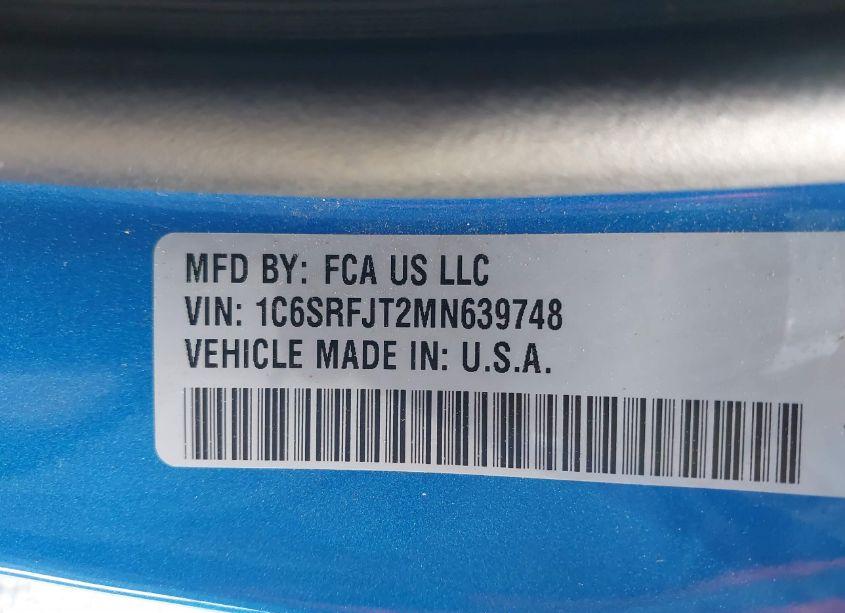 MFD BY: FCA US LLC
VIN: 1C6SRFJT2MN639748
VEHICLE MADE IN: U.S.A.